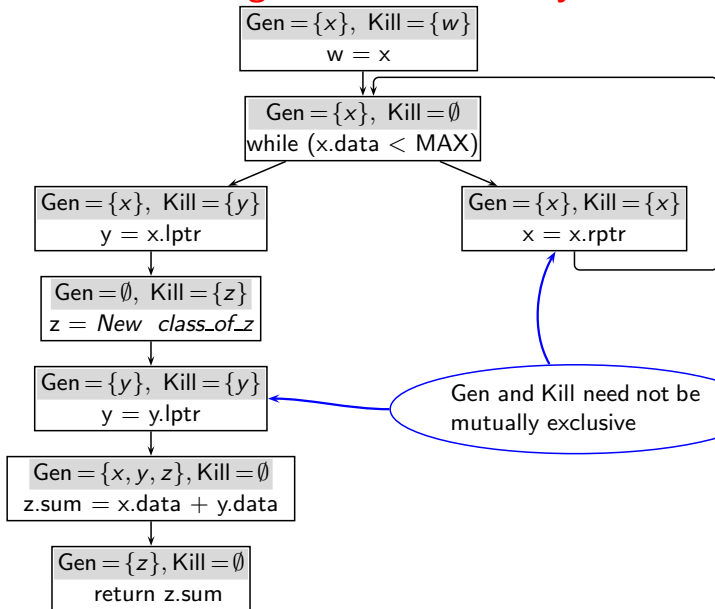 Gen = {x}, Kill = {w}
w = x
Gen = {x}, Kill = ∅
while (x.data < MAX)
Gen = {x}, Kill = {y}
y = x.lptr
Gen = {x}, Kill = {x}
x = x.rptr
Gen = ∅, Kill = {z}
z = New class_of_z
Gen = {y}, Kill = {y}
y = y.lptr
Gen and Kill need not be
mutually exclusive
Gen = {x, y, z}, Kill = ∅
z.sum = x.data + y.data
Gen = {z}, Kill = ∅
return z.sum